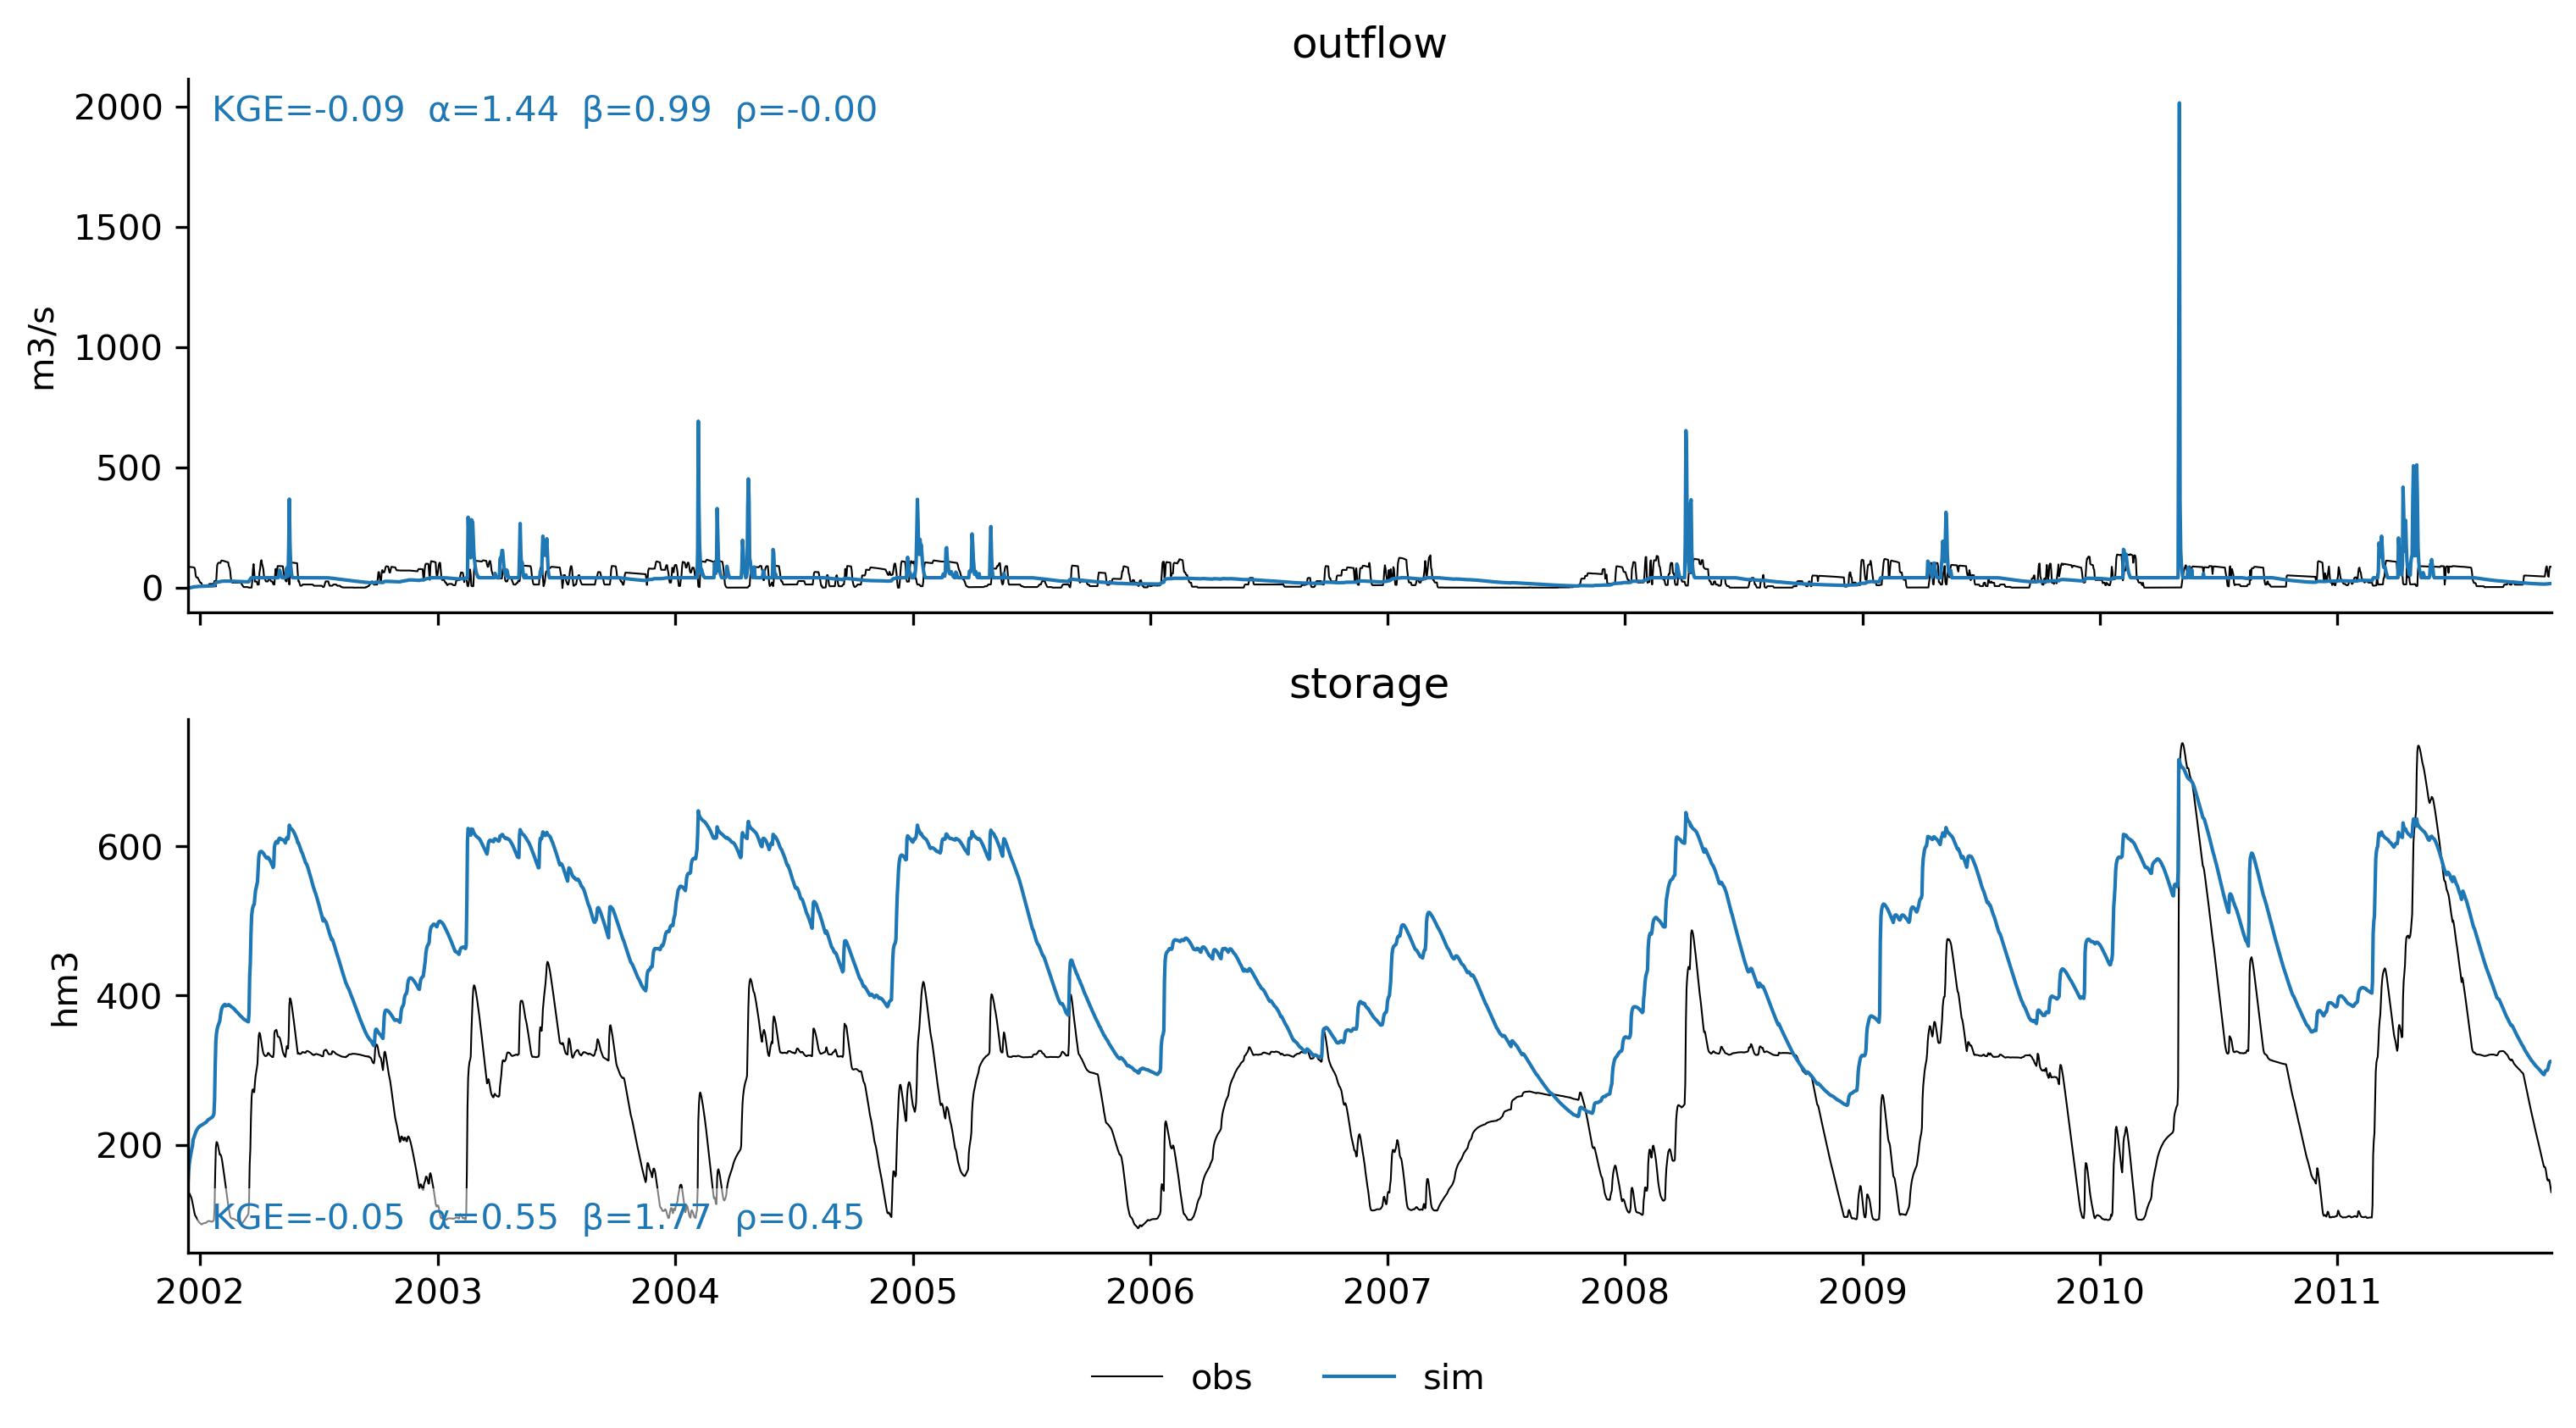 outflow
KGE=-0.09 α=1.44 β=0.99 ρ=-0.00
2000
1500
1000
500
0
m3/s
storage
600
400
200
hm3
KGE=-0.05 α=0.55 β=1.77 ρ=0.45
2002 2003 2004 2005 2006 2007 2008 2009 2010 2011
obs sim